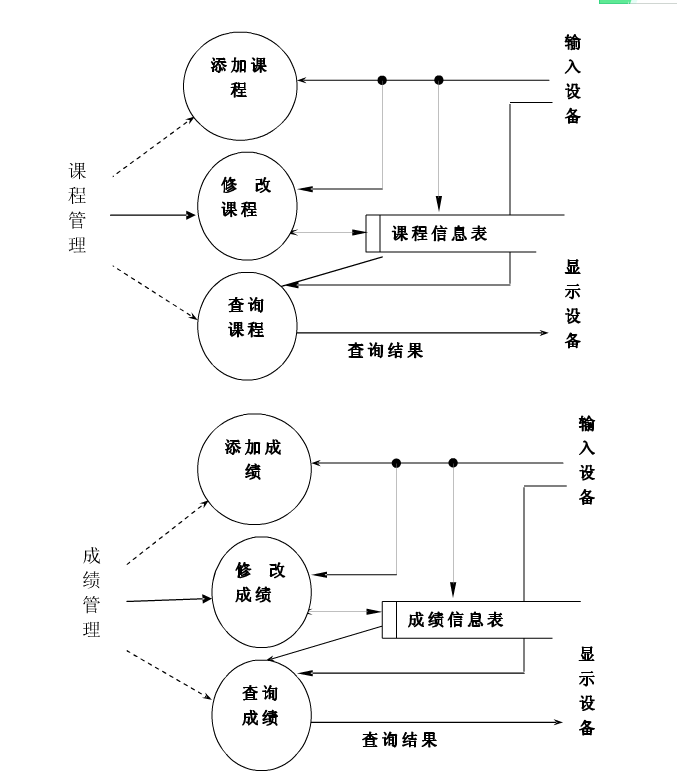 添加课
程
输
入
设
备
课
程
管
理
修 改
课程
课程信息表
查询
课程
显
示
设
备
查询结果
添加成
绩
输
入
设
备
成
绩
管
理
修 改
成绩
成绩信息表
查询
成绩
显
示
设
备
查询结果